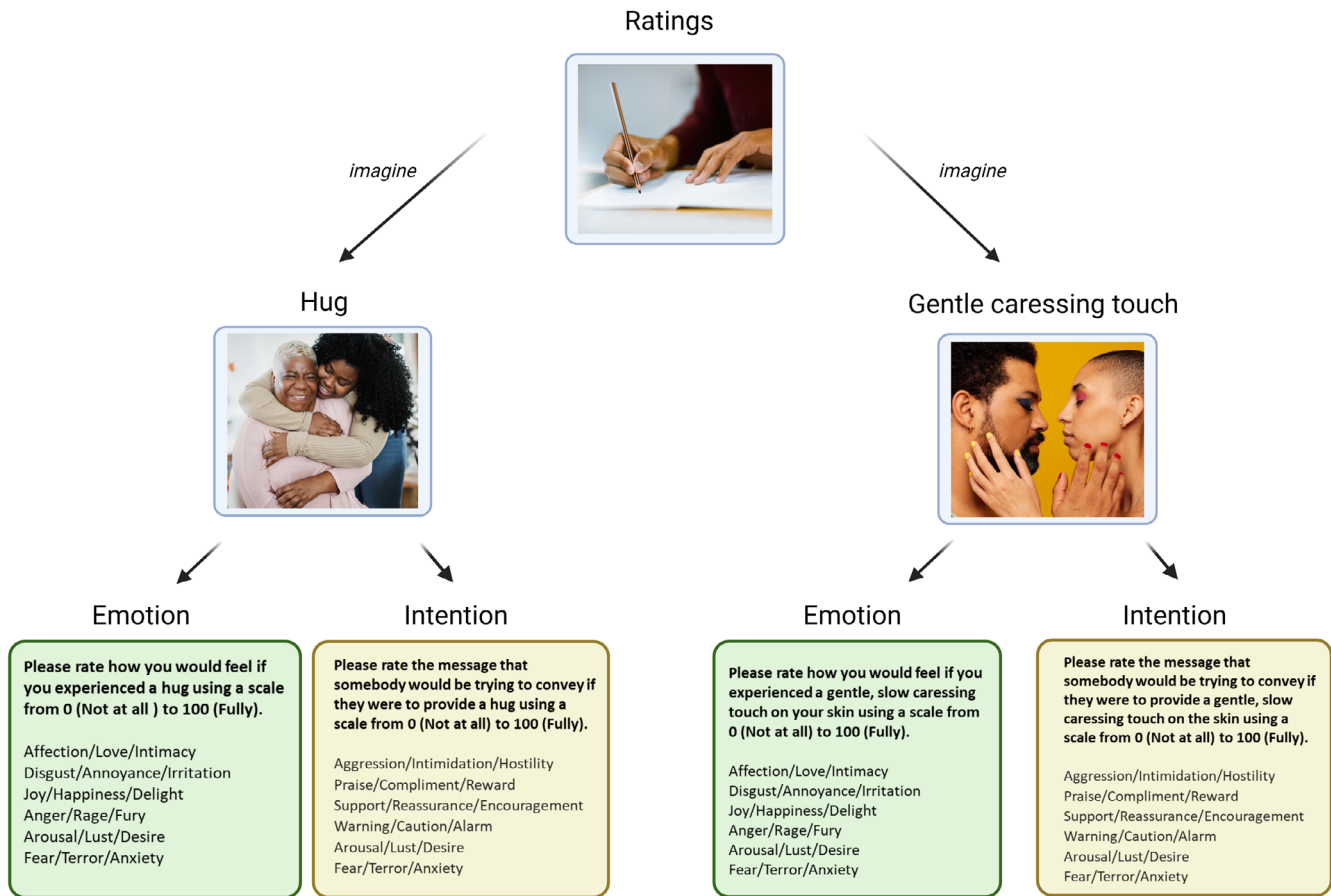 Ratings
imagine
imagine
Hug
Gentle caressing touch
Emotion
Intention
Emotion
Intention
Please rate how you would feel if
you experienced a hug using a scale
from 0 (Not at all ) to 100 (Fully).
Affection/Love/Intimacy
Disgust/Annoyance/Irritation
Joy/Happiness/Delight
Anger/Rage/Fury
Arousal/Lust/Desire
Fear/Terror/Anxiety
Please rate the message that
somebody would be trying to convey if
they were to provide a hug using a
scale from 0 (Not at all) to 100 (Fully).
Aggression/Intimidation/Hostility
Praise/Compliment/Reward
Support/Reassurance/Encouragement
Warning/Caution/Alarm
Arousal/Lust/Desire
Fear/Terror/Anxiety
Please rate how you would feel if you
experienced a gentle, slow caressing
touch on your skin using a scale from
0 (Not at all) to 100 (Fully).
Affection/Love/Intimacy
Disgust/Annoyance/Irritation
Joy/Happiness/Delight
Anger/Rage/Fury
Arousal/Lust/Desire
Fear/Terror/Anxiety
Please rate the message that
somebody would be trying to convey if
they were to provide a gentle, slow
caressing touch on the skin using a
scale from 0 (Not at all) to 100 (Fully).
Aggression/Intimidation/Hostility
Praise/Compliment/Reward
Support/Reassurance/Encouragement
Warning/Caution/Alarm
Arousal/Lust/Desire
Fear/Terror/Anxiety